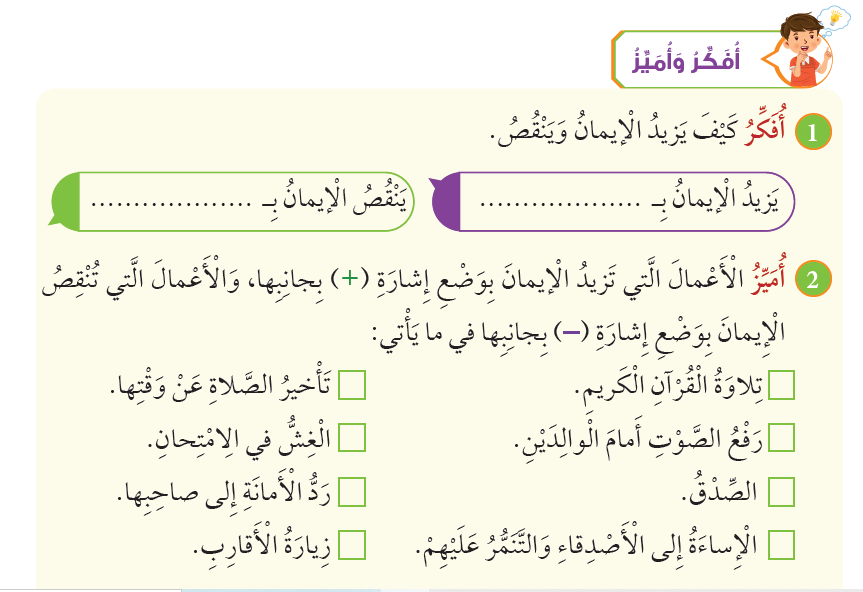 أُفَكِّرُ وَأُمَيِّزُ
1 أُفَكِّرُ كَيْفَ يَزيدُ الْإيمانُ وَيَنْقُصُ.
يَزيدُ الْإيمانُ بِـ ................... يَنْقُصُ الْإيمانُ بِـ ...................
2 أُمَيِّزُ الْأَعْمالَ الَّتي تَزيدُ الْإيمانَ بِوَضْعِ إِشارَةِ (+) بِجانِبِها، وَالْأَعْمالَ الَّتي تُنْقِصُ
الْإيمانَ بِوَضْعِ إِشارَةِ (–) بِجانِبِها في ما يَأْتي:
تِلاوَةُ الْقُرْآنِ الْكَريمِ. تَأْخيرُ الصَّلاةِ عَنْ وَقْتِها.
رَفْعُ الصَّوْتِ أَمامَ الْوالِدَيْنِ. الْغِشُّ في الِامْتِحانِ.
الصِّدْقُ. رَدُّ الْأَمانَةِ إِلى صاحِبِها.
الْإِساءَةُ إِلى الْأَصْدِقاءِ وَالتَّنَمُّرُ عَلَيْهِمْ. زِيارَةُ الْأَقارِبِ.